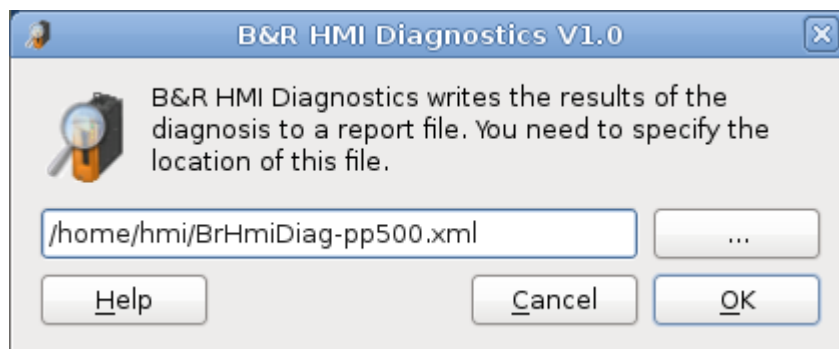 B&R HMI Diagnostics V1.0
B&R HMI Diagnostics writes the results of the
diagnosis to a report file. You need to specify the
location of this file.
/home/hmi/BrHmiDiag-pp500.xml
...
Help
Cancel
OK